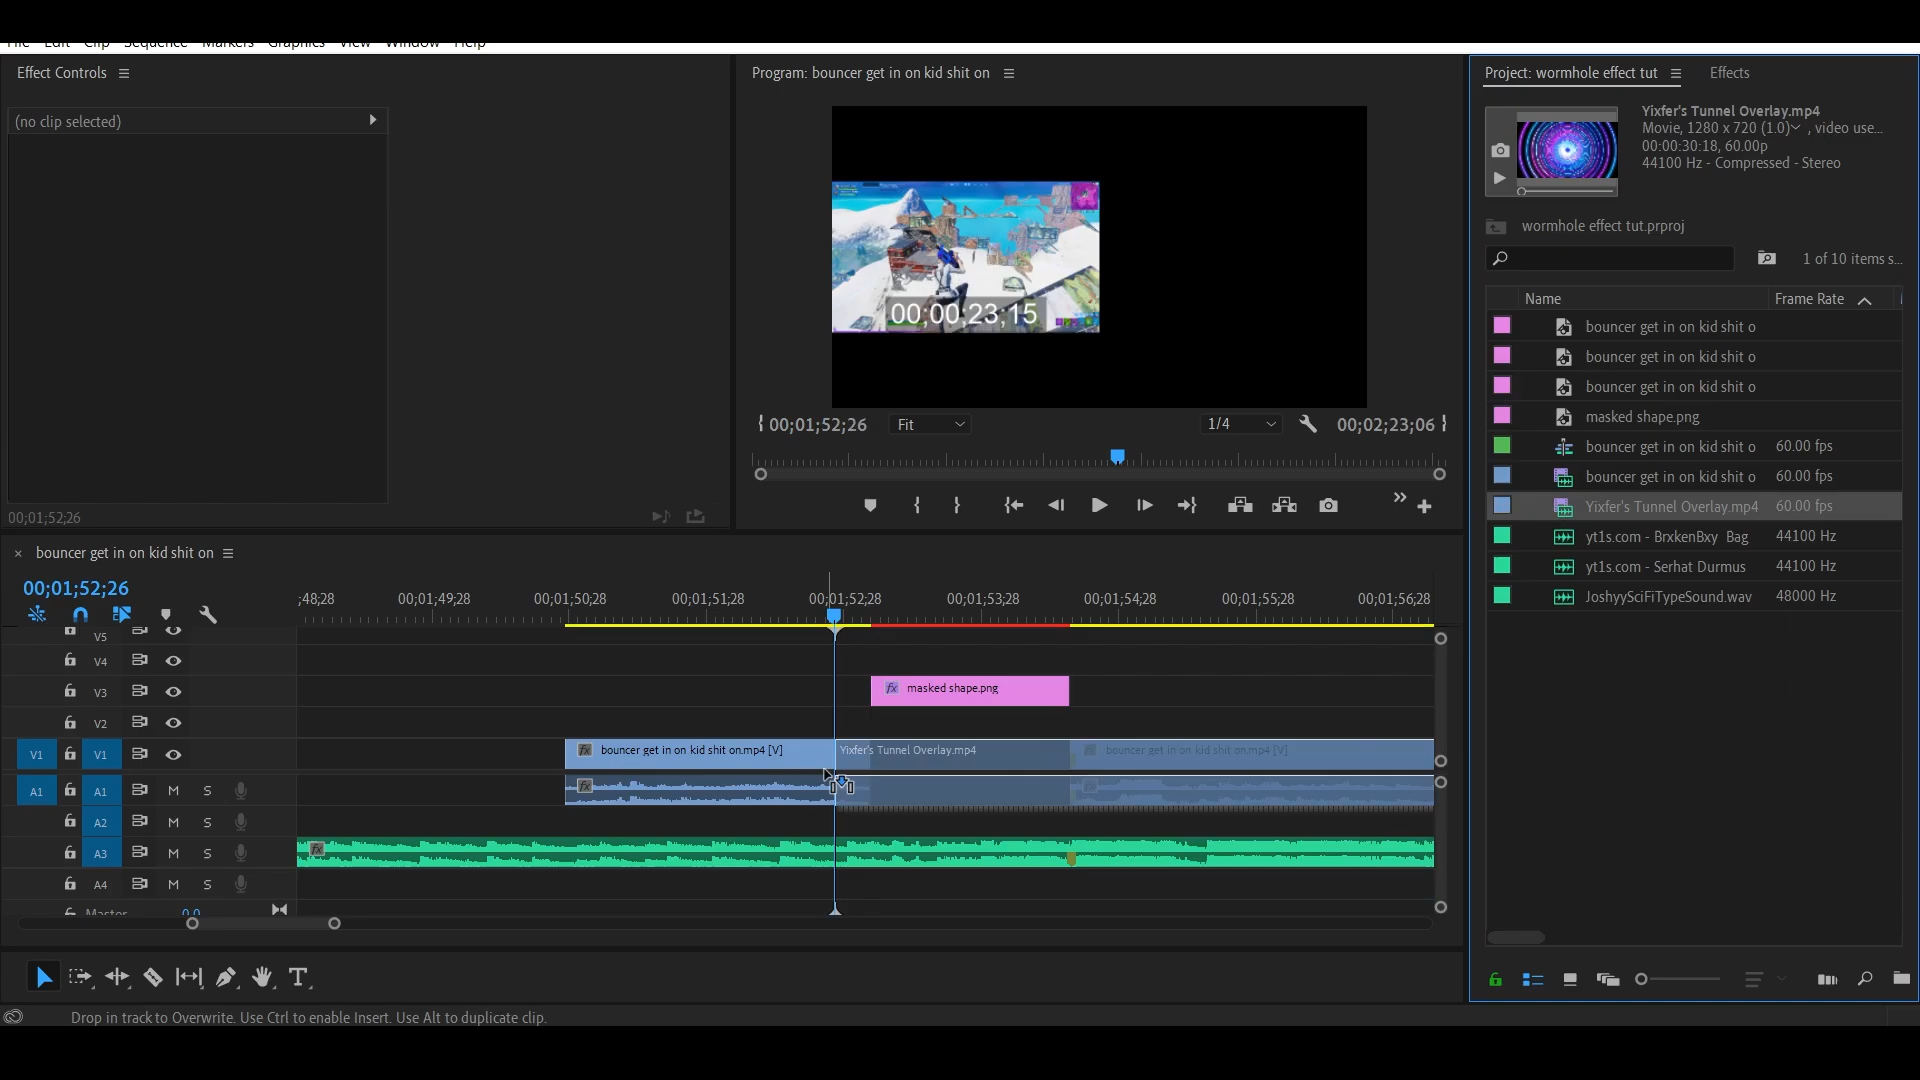 File Edit Clip Sequence Markers Graphics View Window Help
Effect Controls
(no clip selected)
00;01;52;26
Program: bouncer get in on kid shit on
00;00;23;15
00;01;52;26
Fit
1/4
00;02;23;06
Project: wormhole effect tut
Effects
Yixfer's Tunnel Overlay.mp4
Movie, 1280 x 720 (1.0) , video use...
00:00:30:18, 60.00p
44100 Hz - Compressed - Stereo
wormhole effect tut.prproj
1 of 10 items s...
Name
Frame Rate
bouncer get in on kid shit o
bouncer get in on kid shit o
bouncer get in on kid shit o
masked shape.png
bouncer get in on kid shit o 60.00 fps
bouncer get in on kid shit o 60.00 fps
Yixfer's Tunnel Overlay.mp4 60.00 fps
yt1s.com - BrxkenBxy Bag 44100 Hz
yt1s.com - Serhat Durmus 44100 Hz
JoshyySciFiTypeSound.wav 48000 Hz
bouncer get in on kid shit on
00;01;52;26
;48;28 00;01;49;28 00;01;50;28 00;01;51;28 00;01;52;28 00;01;53;28 00;01;54;28 00;01;55;28 00;01;56;28
V5
V4
V3
fx masked shape.png
V2
V1 V1
fx bouncer get in on kid shit on.mp4 [V]
Yixfer's Tunnel Overlay.mp4
fx bouncer get in on kid shit on.mp4 [V]
A1 A1 M S
fx
fx
A2 M S
A3 M S
fx
A4 M S
Master 0.0
T
Drop in track to Overwrite. Use Ctrl to enable Insert. Use Alt to duplicate clip.